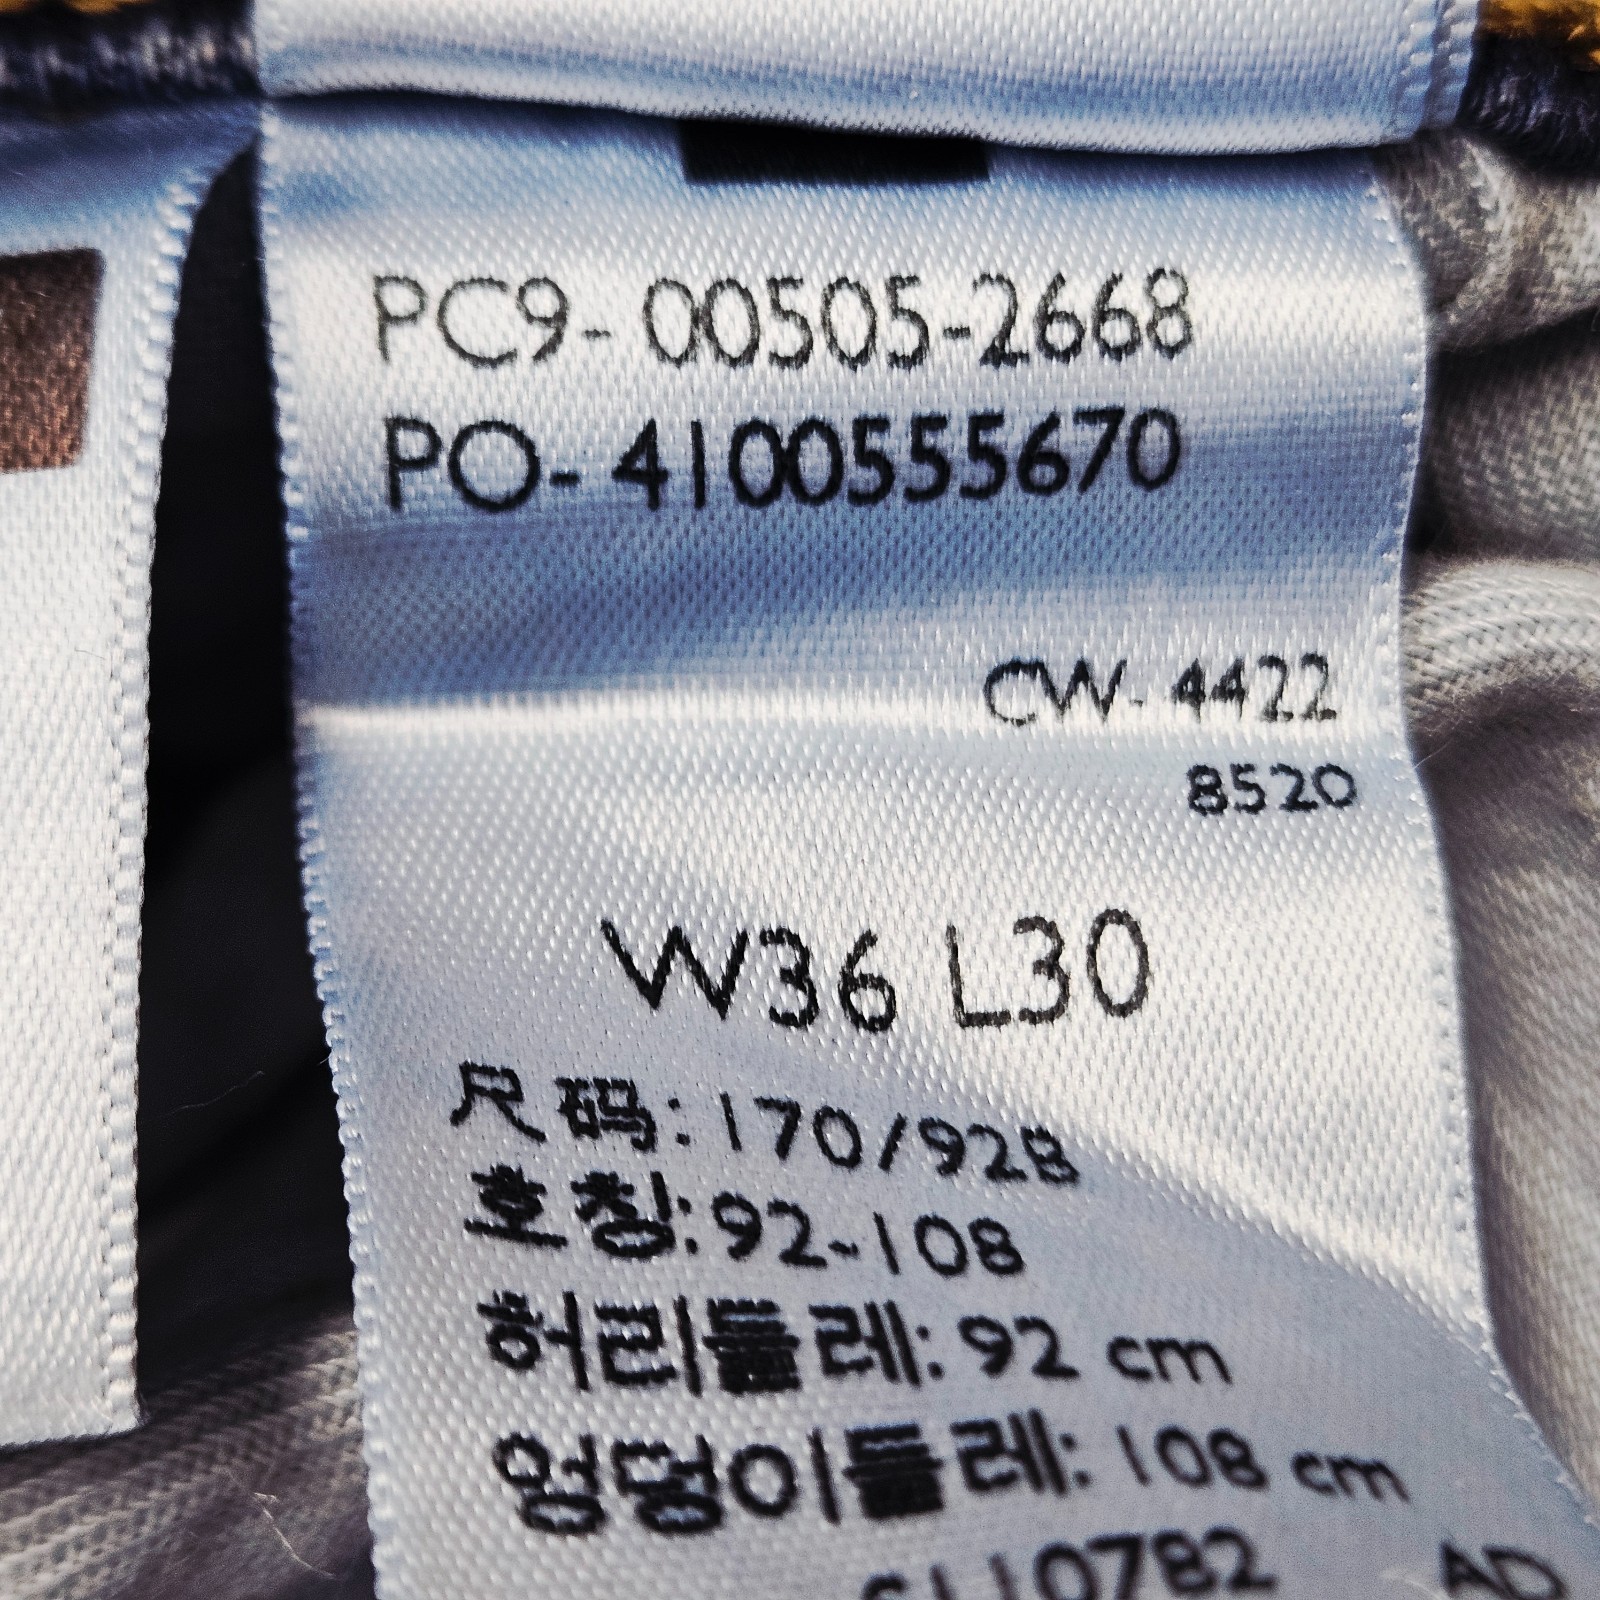 PC9- 00505-2668
PO- 4100555670
CW- 4422
8520
W36 L30
尺码: 170/92B
호칭: 92-108
허리둘레: 92 cm
엉덩이둘레: 108 cm
AD